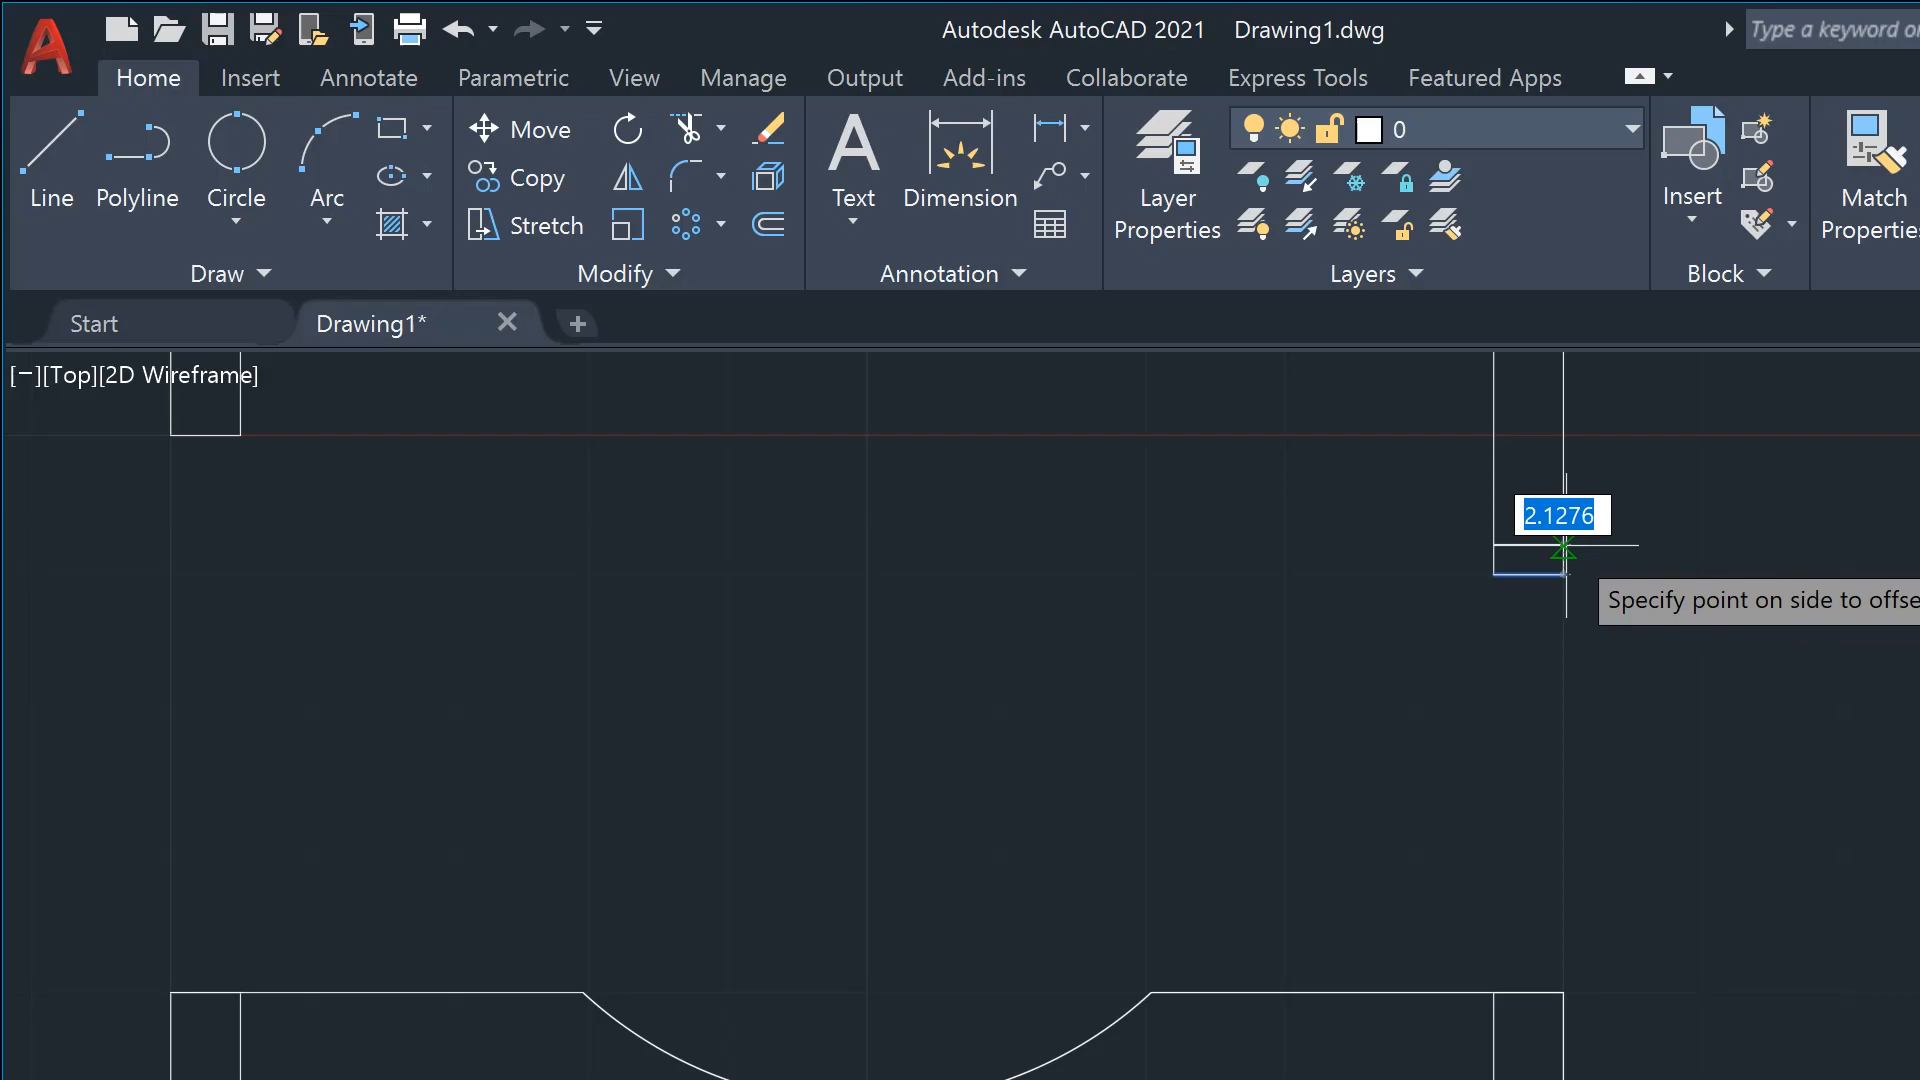 Autodesk AutoCAD 2021 Drawing1.dwg
Type a keyword or
Home Insert Annotate Parametric View Manage Output Add-ins Collaborate Express Tools Featured Apps
Line Polyline Circle Arc
Draw
Move
Copy
Stretch
Modify
Text Dimension
Annotation
Layer
Properties
0
Layers
Insert
Block
Match
Properties
Start Drawing1*
[−][Top][2D Wireframe]
2.1276
Specify point on side to offse